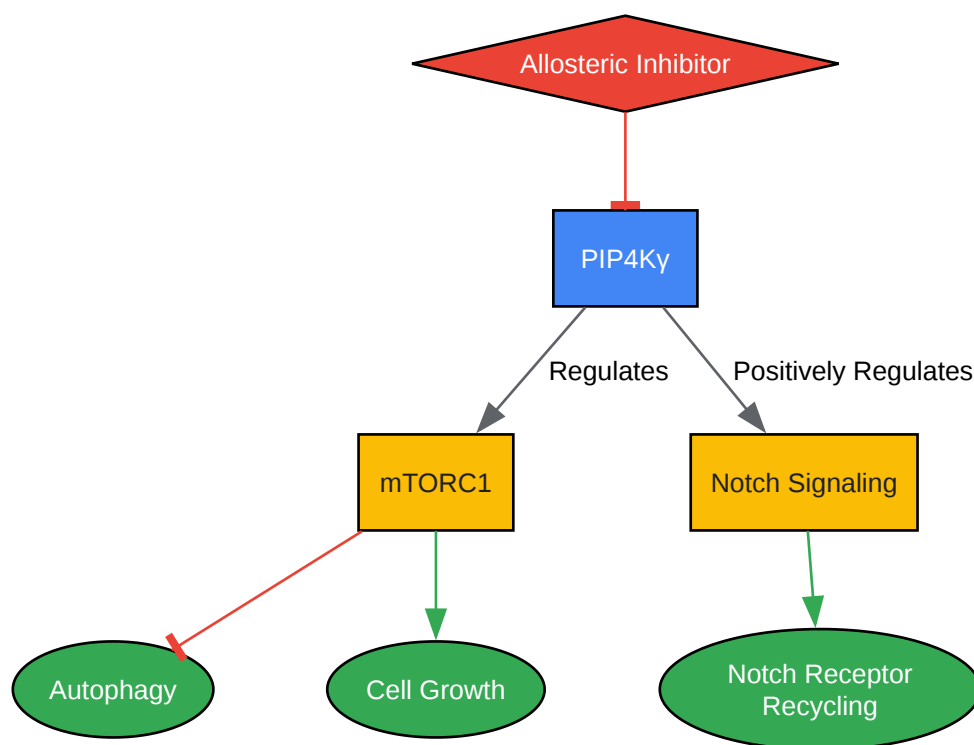 Allosteric Inhibitor
PIP4Kγ
Regulates
Positively Regulates
mTORC1
Notch Signaling
Autophagy
Cell Growth
Notch Receptor
Recycling